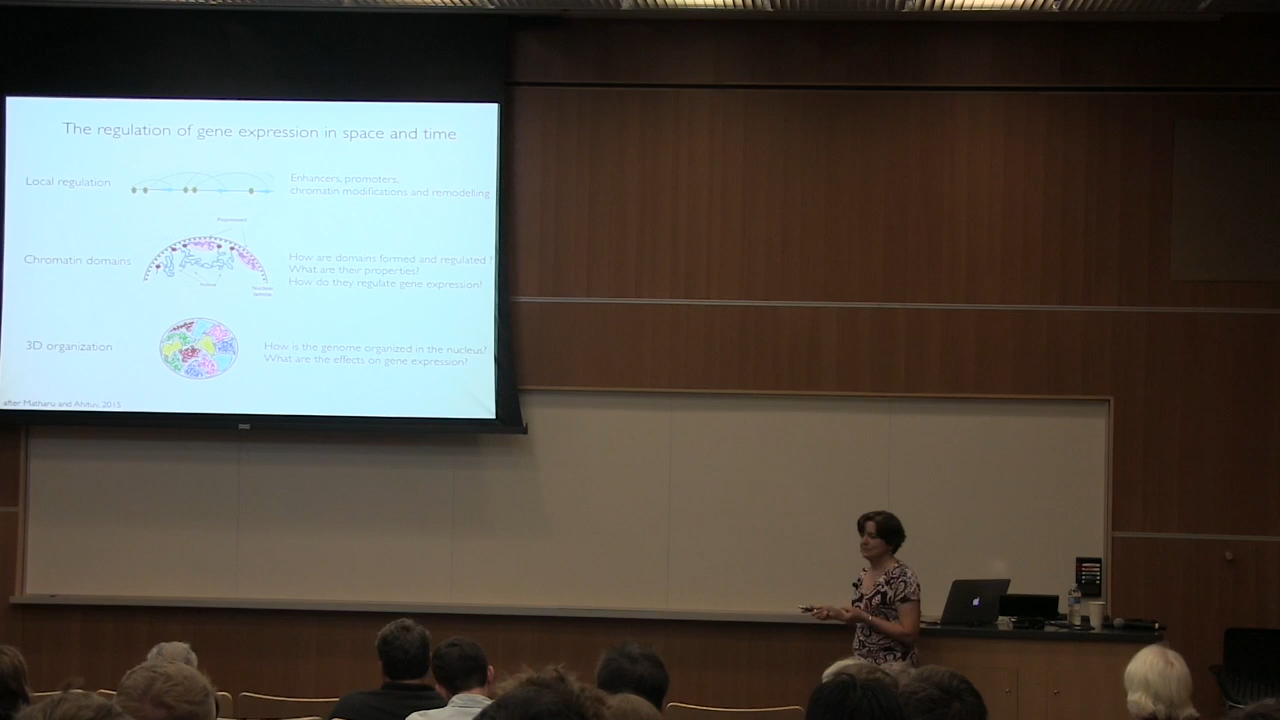 The regulation of gene expression in space and time
Local regulation
Enhancers, promoters,
chromatin modifications and remodelling
Chromatin domains
How are domains formed and regulated ?
What are their properties?
How do they regulate gene expression?
Nuclear
lamina
3D organization
How is the genome organized in the nucleus?
What are the effects on gene expression?
after Matharu and Ahituv, 2015